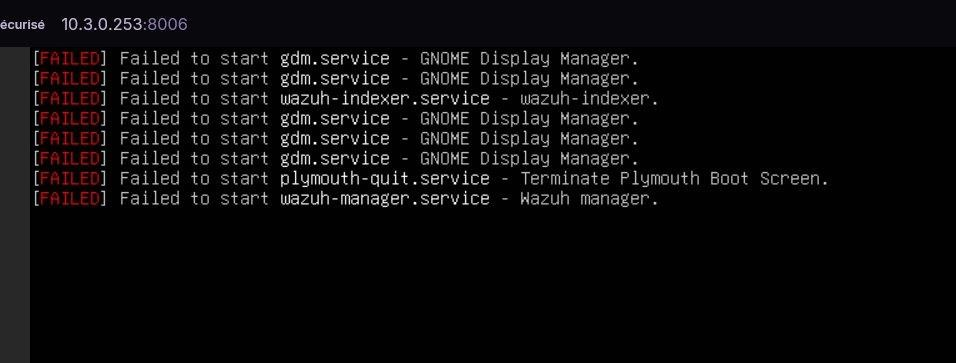 écurisé 10.3.0.253:8006
[FAILED] Failed to start gdm.service - GNOME Display Manager.
[FAILED] Failed to start gdm.service - GNOME Display Manager.
[FAILED] Failed to start wazuh-indexer.service - wazuh-indexer.
[FAILED] Failed to start gdm.service - GNOME Display Manager.
[FAILED] Failed to start gdm.service - GNOME Display Manager.
[FAILED] Failed to start gdm.service - GNOME Display Manager.
[FAILED] Failed to start plymouth-quit.service - Terminate Plymouth Boot Screen.
[FAILED] Failed to start wazuh-manager.service - Wazuh manager.